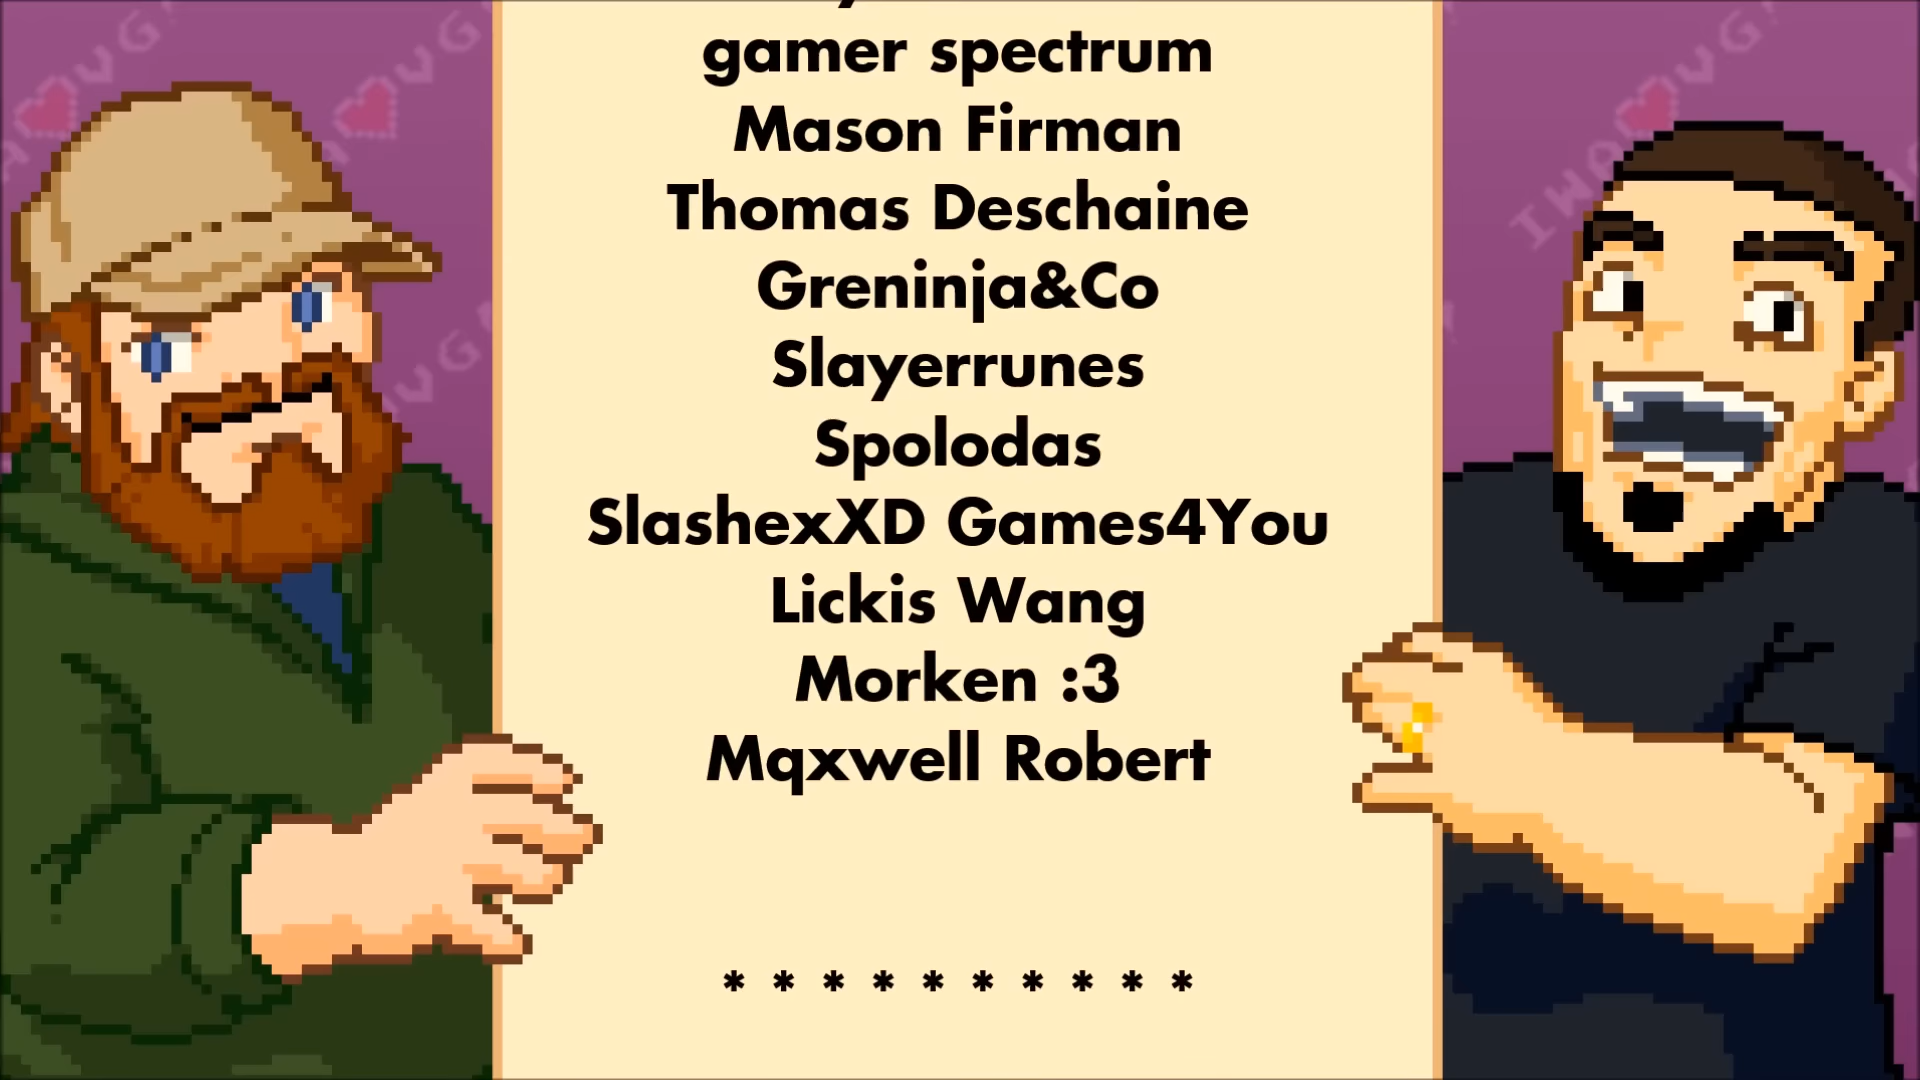 gamer spectrum
Mason Firman
Thomas Deschaine
Greninja&Co
Slayerrunes
Spolodas
SlashexXD Games4You
Lickis Wang
Morken :3
Mqxwell Robert
* * * * * * * * * *